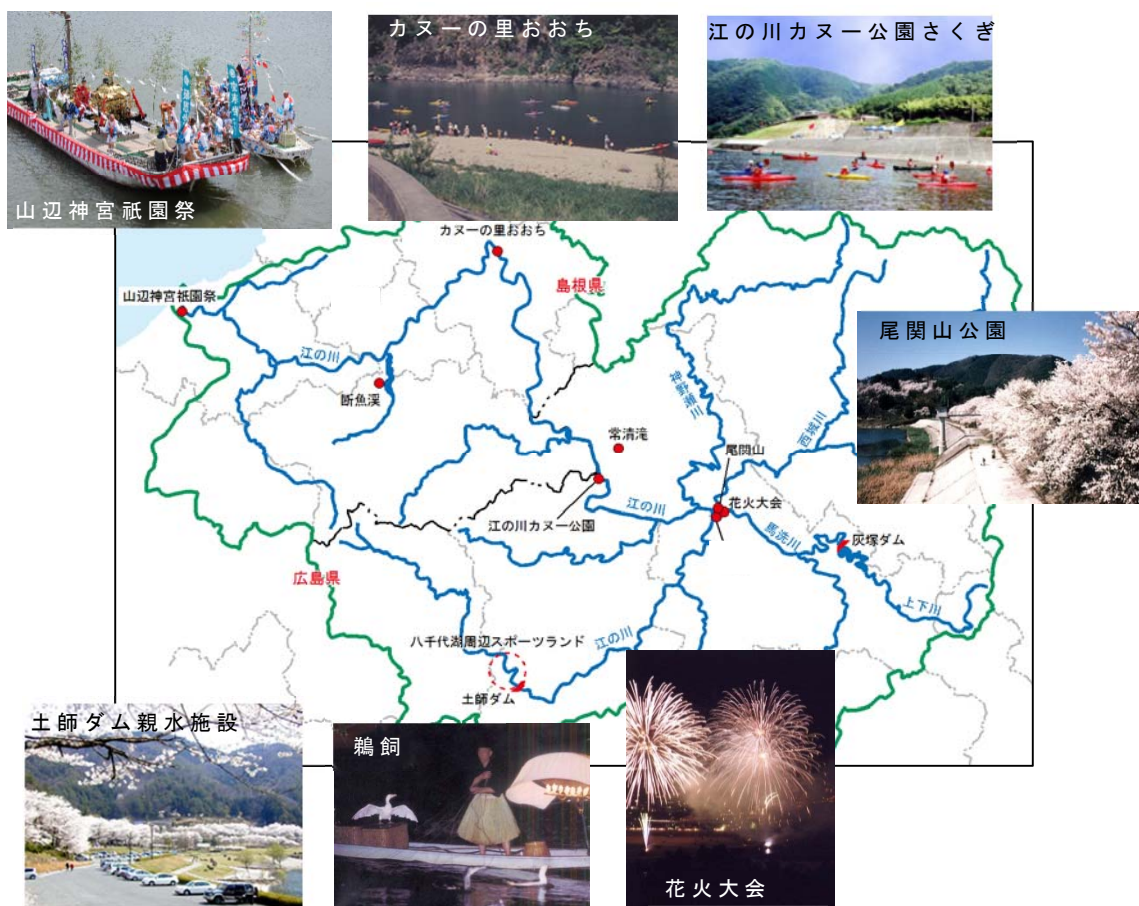 カヌーの里おおち
江の川カヌー公園さくぎ
山辺神宮祇園祭
カヌーの里おおち
島根県
山辺神宮祇園祭
尾関山公園
江の川
神野瀬川
西城川
断魚渓
常清滝
尾関山
花火大会
江の川カヌー公園
江の川
馬洗川
灰塚ダム
広島県
上下川
八千代湖周辺スポーツランド
江の川
土師ダム
土師ダム親水施設
鵜飼
花火大会